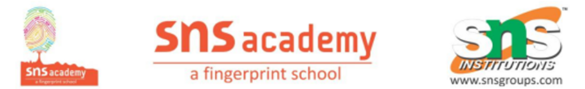 sns academy
a fingerprint school
sns academy
a fingerprint school
SnS
INSTITUTIONS
www.snsgroups.com